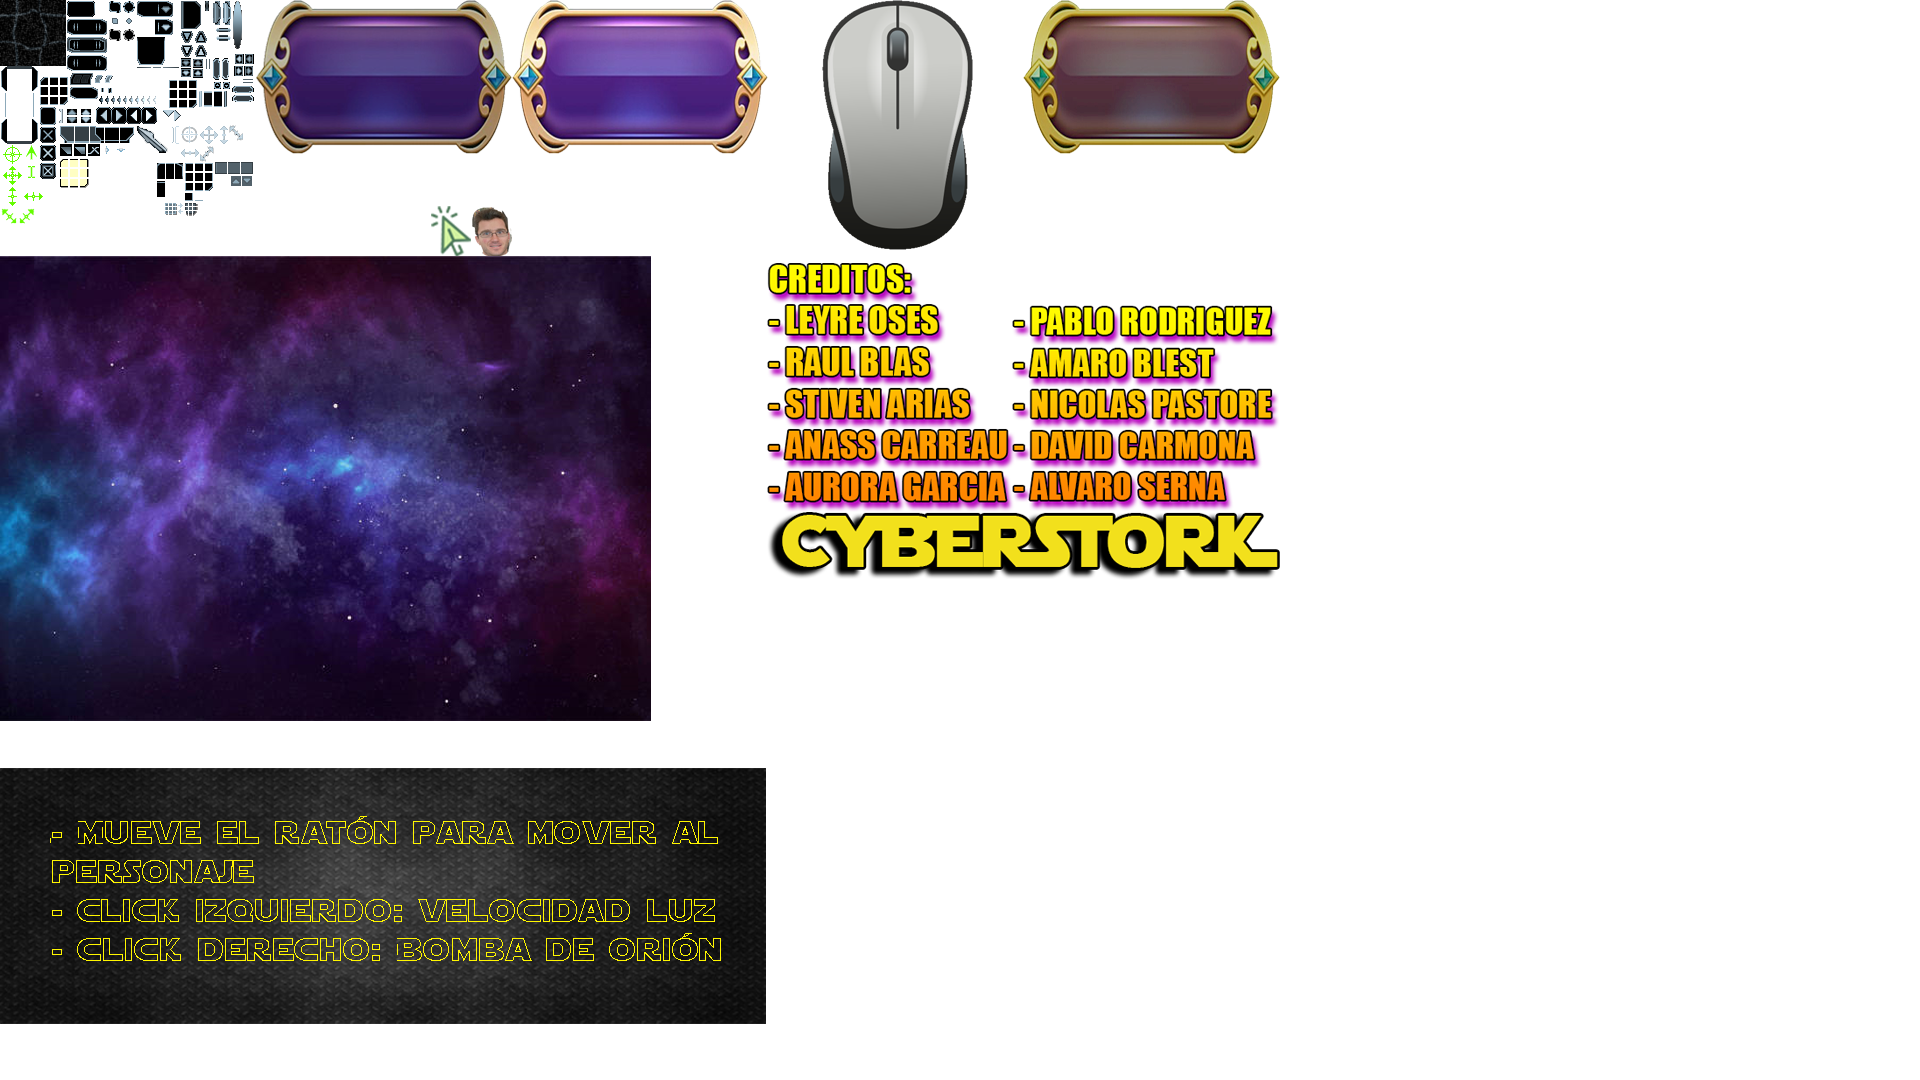 CREDITOS:
- LEYRE OSES
- RAUL BLAS
- STIVEN ARIAS
- ANASS CARREAU
- AURORA GARCIA
- PABLO RODRIGUEZ
- AMARO BLEST
- NICOLAS PASTORE
- DAVID CARMONA
- ALVARO SERNA
CYBERSTORK
- MUEVE EL RATÓN PARA MOVER AL
PERSONAJE
- CLICK IZQUIERDO: VELOCIDAD LUZ
- CLICK DERECHO: BOMBA DE ORIÓN